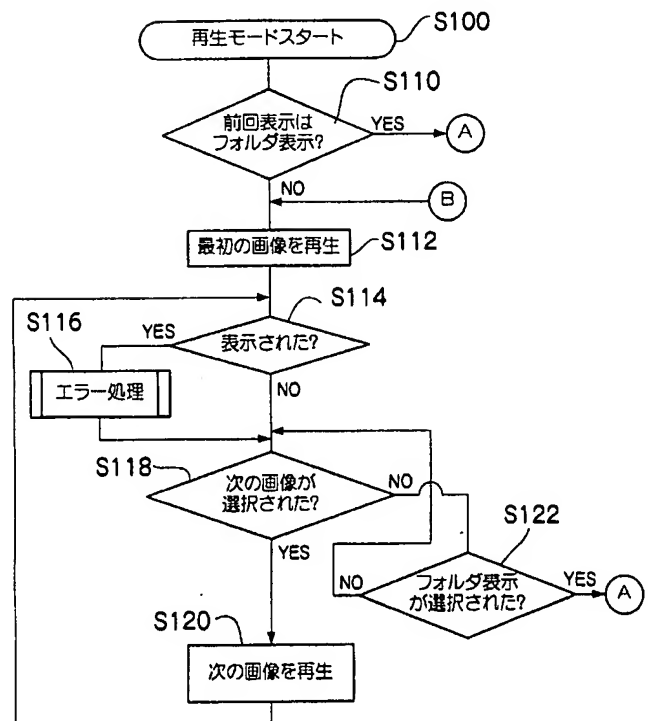 再生モードスタート
S100
S110
前回表示は
フォルダ表示?
YES
A
NO
B
最初の画像を再生
S112
S114
S116
YES
表示された?
エラー処理
NO
S118
次の画像が
選択された?
NO
S122
YES
NO
フォルダ表示
が選択された?
YES
A
S120
次の画像を再生